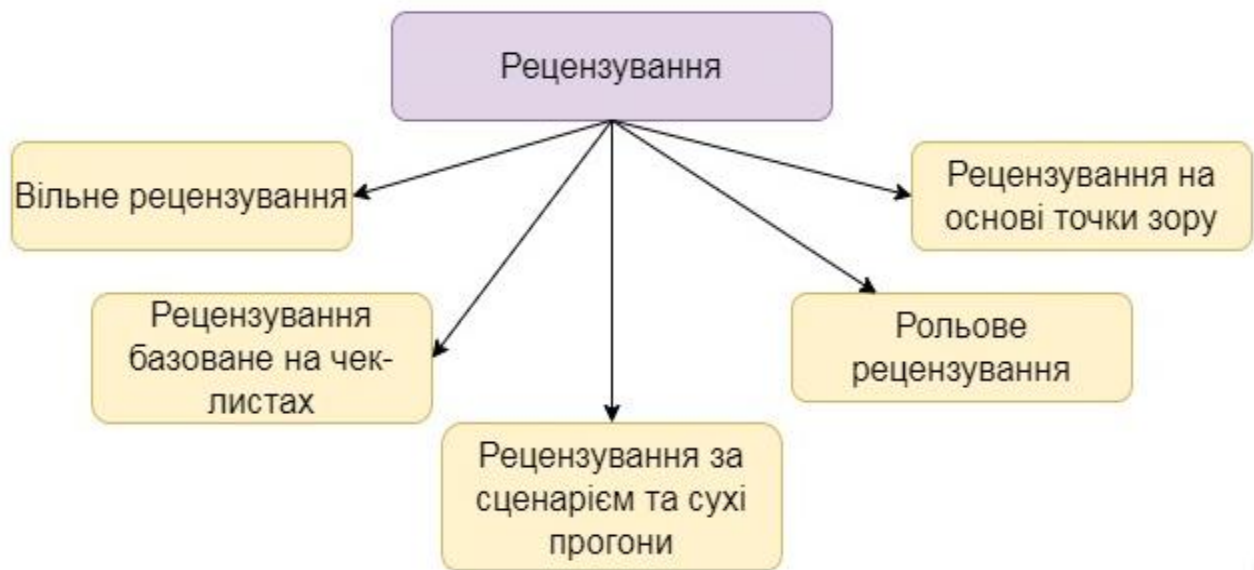 Рецензування
Вільне рецензування
Рецензування на
основі точки зору
Рецензування
базоване на чек-
листах
Рольове
рецензування
Рецензування за
сценарієм та сухі
прогони